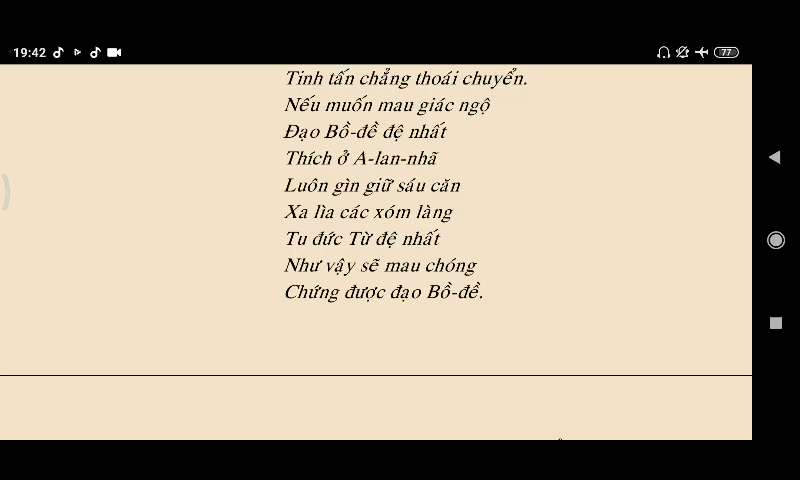 19:42
77
Tinh tấn chẳng thoái chuyển.
Nếu muốn mau giác ngộ
Đạo Bồ-đề đệ nhất
Thích ở A-lan-nhã
Luôn gìn giữ sáu căn
Xa lìa các xóm làng
Tu đức Từ đệ nhất
Như vậy sẽ mau chóng
Chứng được đạo Bồ-đề.